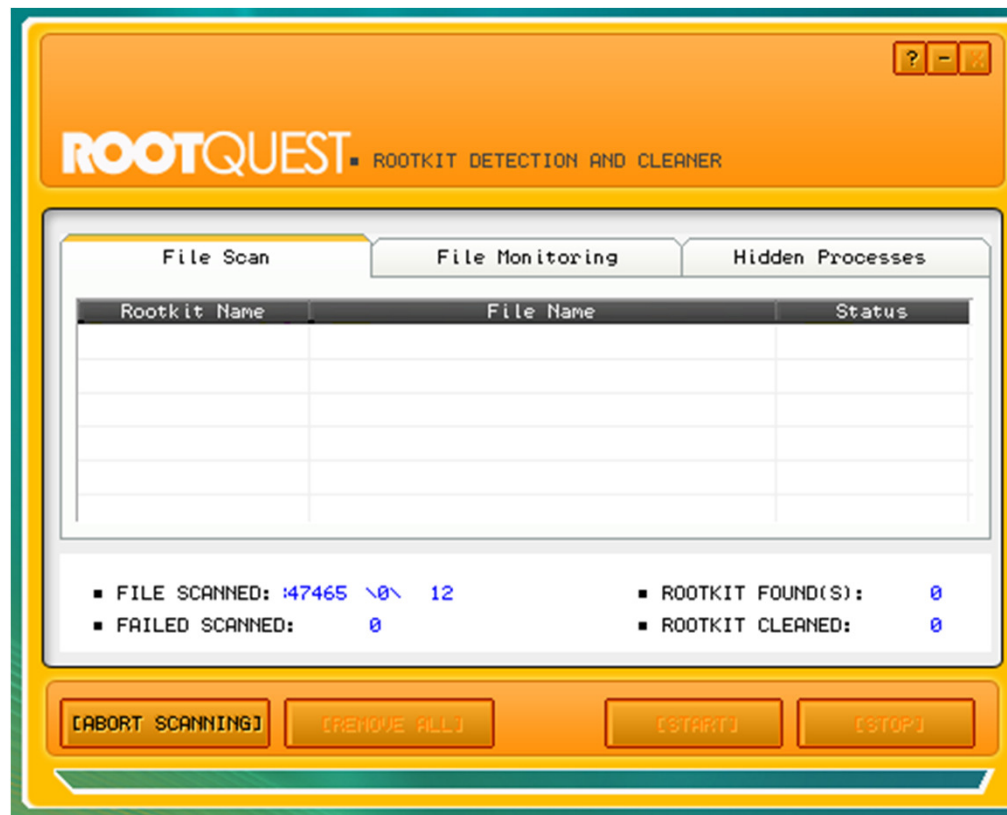 ? - X
ROOTQUEST ▪ ROOTKIT DETECTION AND CLEANER
File Scan File Monitoring Hidden Processes
Rootkit Name File Name Status
▪ FILE SCANNED: :47465 \0\ 12 ▪ ROOTKIT FOUND(S): 0
▪ FAILED SCANNED: 0 ▪ ROOTKIT CLEANED: 0
[ABORT SCANNING] [REMOVE ALL] [START] [STOP]